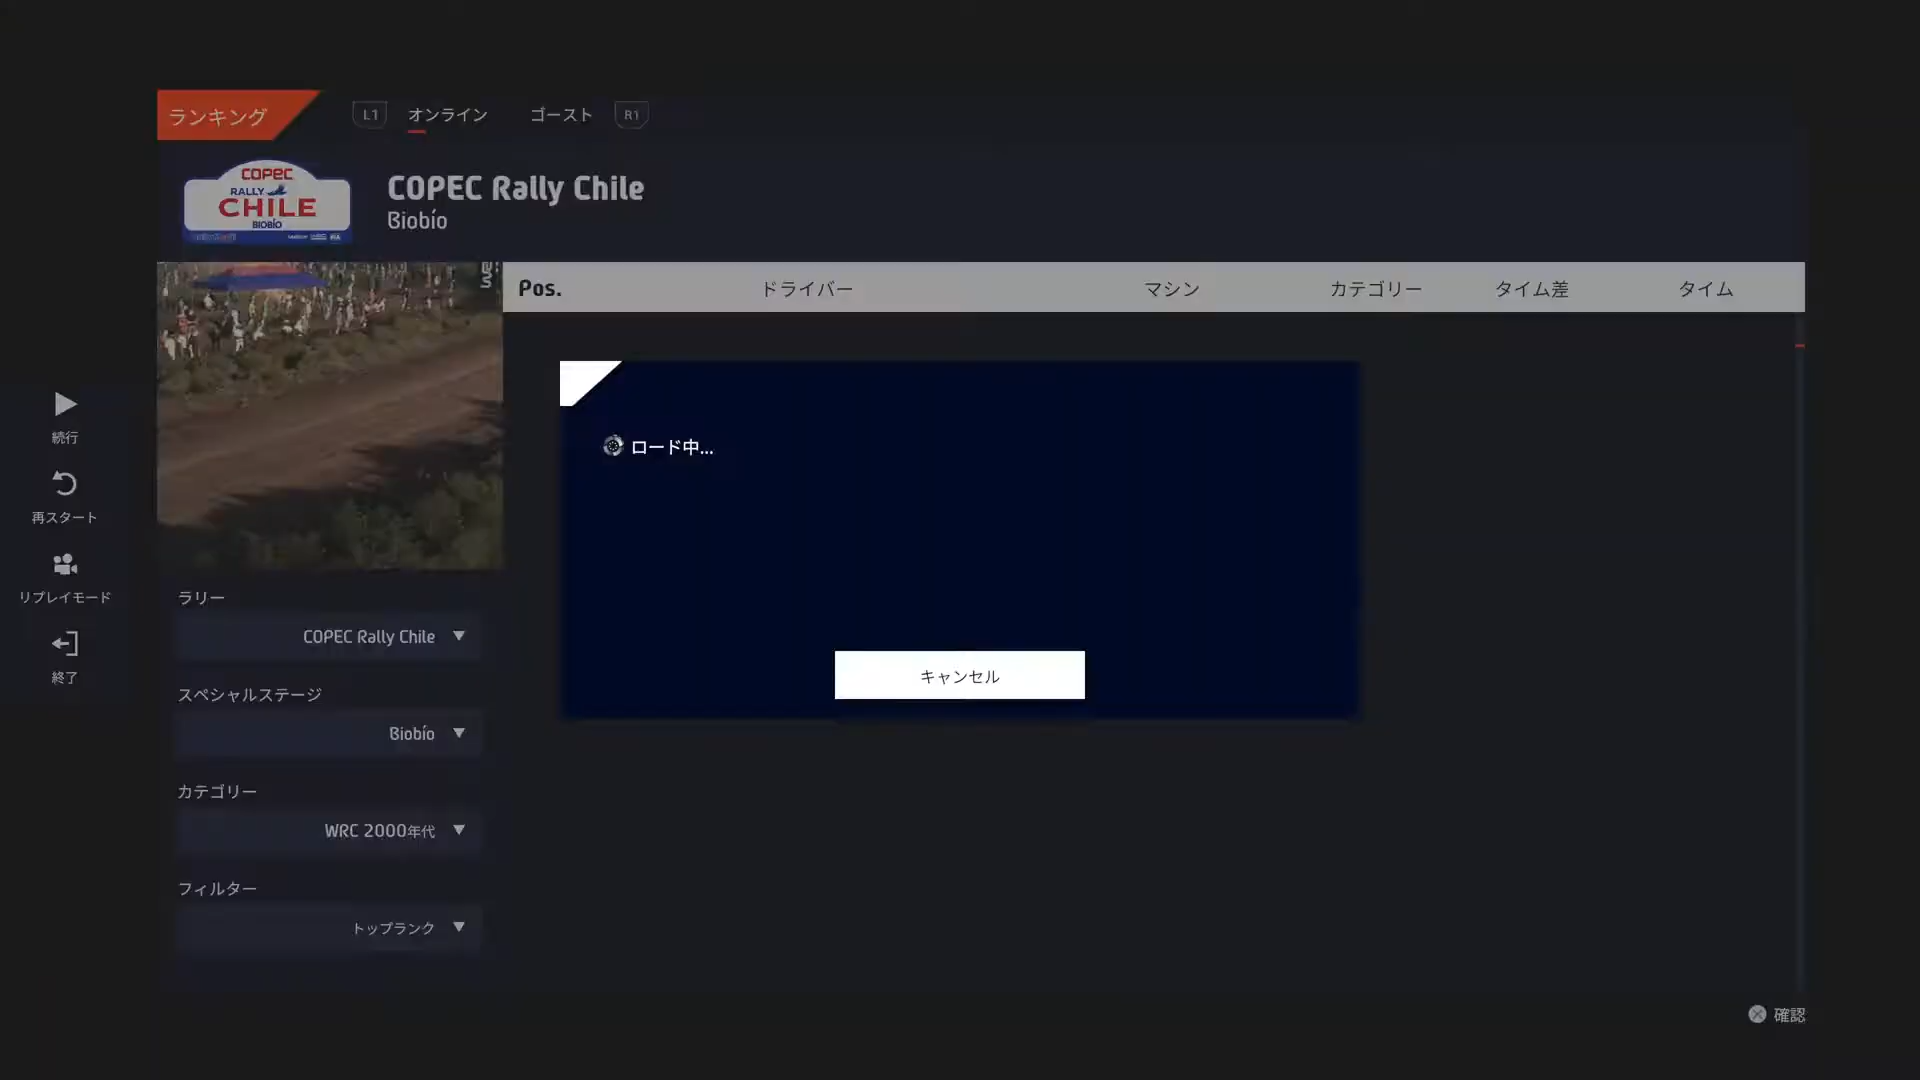 ランキング
L1
オンライン
ゴースト
R1
COPEC
RALLY
CHILE
BIOBÍO
COPEC Rally Chile
Biobío
Pos.
ドライバー
マシン
カテゴリー
タイム差
タイム
ロード中...
キャンセル
続行
再スタート
リプレイモード
終了
ラリー
COPEC Rally Chile
スペシャルステージ
Biobío
カテゴリー
WRC 2000年代
フィルター
トップランク
確認